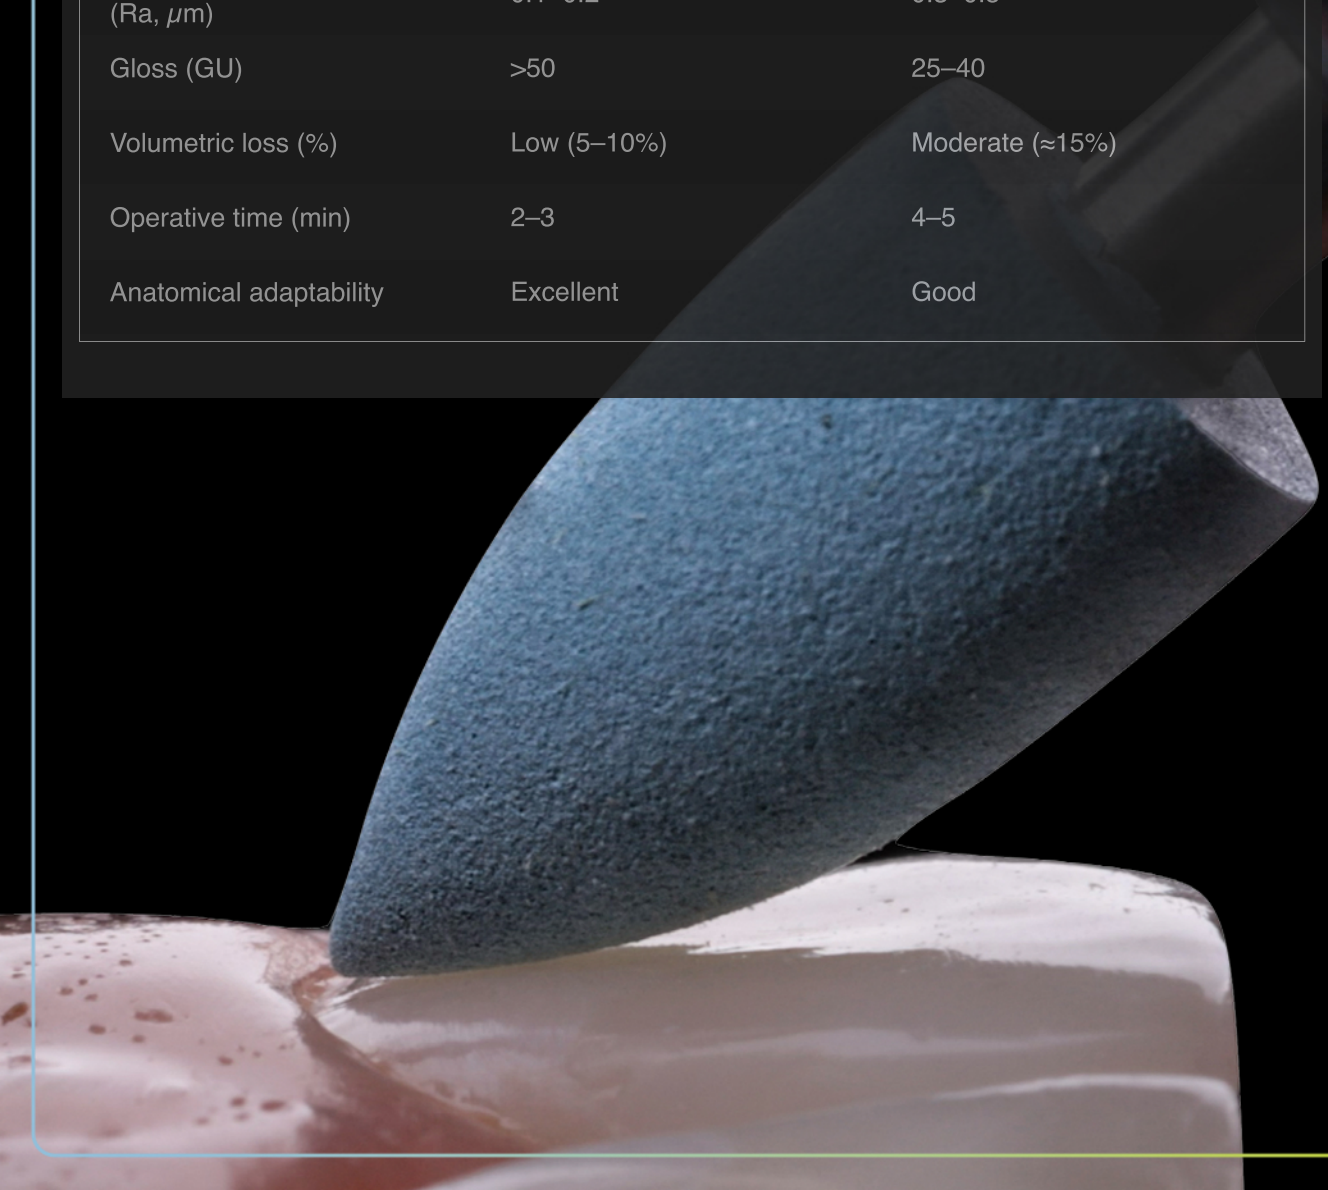 (Ra, μm)
Gloss (GU) >50 25–40
Volumetric loss (%) Low (5–10%) Moderate (≈15%)
Operative time (min) 2–3 4–5
Anatomical adaptability Excellent Good